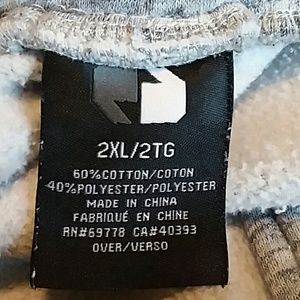 2XL/2TG
60%COTTON/COTON
40%POLYESTER/POLYESTER
MADE IN CHINA
FABRIQUÉ EN CHINE
RN#69778 CA#40393
OVER/VERSO